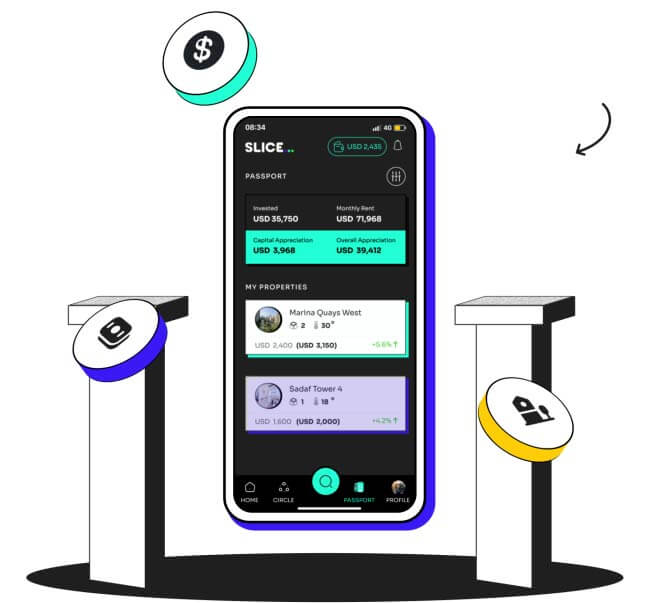 $
08:34 4G
SLICE USD 2,435
PASSPORT
Invested Monthly Rent
USD 35,750 USD 71,968
Capital Appreciation Overall Appreciation
USD 3,968 USD 39,412
MY PROPERTIES
Marina Quays West
2 30°
USD 2,400 (USD 3,150) +5.6% ↑
Sadaf Tower 4
1 18°
USD 1,600 (USD 2,000) +4.2% ↑
HOME CIRCLE PASSPORT PROFILE